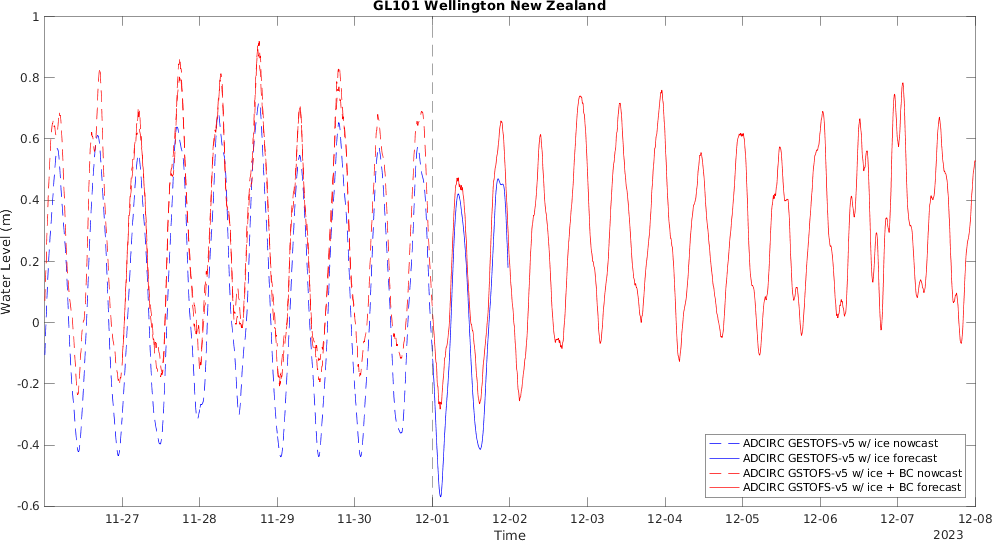 GL101 Wellington New Zealand
1
0.8
0.6
0.4
0.2
0
-0.2
-0.4
-0.6
Water Level (m)
11-27 11-28 11-29 11-30 12-01 12-02 12-03 12-04 12-05 12-06 12-07 12-08
Time
2023
ADCIRC GESTOFS-v5 w/ ice nowcast
ADCIRC GESTOFS-v5 w/ ice forecast
ADCIRC GSTOFS-v5 w/ ice + BC nowcast
ADCIRC GSTOFS-v5 w/ ice + BC forecast